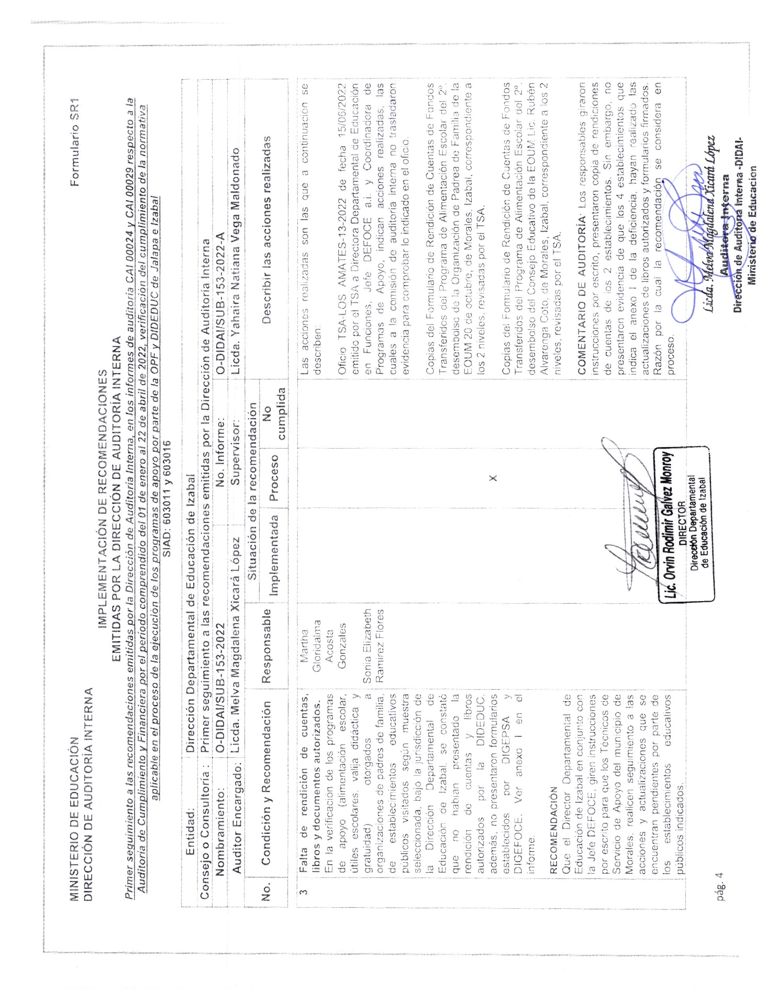 MINISTERIO DE EDUCACIÓN
DIRECCIÓN DE AUDITORÍA INTERNA
Formulario SR1
IMPLEMENTACIÓN DE RECOMENDACIONES
EMITIDAS POR LA DIRECCIÓN DE AUDITORÍA INTERNA
Primer seguimiento a las recomendaciones emitidas por la Dirección de Auditoría Interna, en los informes de auditoría CAI 00024 y CAI 00029 respecto a la
Auditoría de Cumplimiento y Financiera por el período comprendido del 01 de enero al 22 de abril de 2022, verificación del cumplimiento de la normativa
aplicable en el proceso de la ejecución de los programas de apoyo por parte de la OPF y DIDEDUC de Jalapa e Izabal
SIAD: 603011 y 603016
Entidad: Dirección Departamental de Educación de Izabal
Consejo o Consultoría : Primer seguimiento a las recomendaciones emitidas por la Dirección de Auditoría Interna
Nombramiento: O-DIDAI/SUB-153-2022 No. Informe: O-DIDAI/SUB-153-2022-A
Auditor Encargado: Licda. Melva Magdalena Xicará López Supervisor: Licda. Yahaira Natiana Vega Maldonado
No. Condición y Recomendación Responsable Situación de la recomendación Describir las acciones realizadas
Implementada Proceso No cumplida
3
Falta de rendición de cuentas,
libros y documentos autorizados.
En la verificación de los programas
de apoyo (alimentación escolar,
útiles escolares valija didáctica y
gratuidad) otorgados a
organizaciones de padres de familia,
de establecimientos educativos
públicos visitados según muestra
seleccionada, bajo la jurisdicción de
la Dirección Departamental de
Educación de Izabal, se constató
que no habían presentado la
rendición de cuentas y libros
autorizados por la DIDEDUC,
además, no presentaron formularios
establecidos por DIGEPSA y
DIGEFOCE. Ver anexo I en el
informe.
RECOMENDACIÓN
Que el Director Departamental de
Educación de Izabal en conjunto con
la Jefe DEFOCE, giren instrucciones
por escrito para que los Técnicos de
Servicio de Apoyo del municipio de
Morales, realicen seguimiento a las
acciones y actualizaciones que se
encuentran pendientes por parte de
los establecimientos educativos
públicos indicados.
Martha
Gloridalma
Acosta
Gonzales
Sonia Elizabeth
Ramirez Flores
X
Las acciones realizadas son las que a continuación se
describen:
Oficio TSA-LOS AMATES-13-2022 de fecha 15/06/2022
emitido por el TSA a Directora Departamental de Educación
en Funciones, Jefe DEFOCE a.i. y Coordinadora de
Programas de Apoyo, indican acciones realizadas, las
cuales a la comisión de auditoría interna no trasladaron
evidencia para comprobar lo indicado en el oficio.
Copias del Formulario de Rendición de Cuentas de Fondos
Transferidos del Programa de Alimentación Escolar del 2º.
desembolso de la Organización de Padrea de Familia de la
EOUM 20 de octubre, de Morales, Izabal, correspondiente a
los 2 niveles, revisadas por el TSA.
Copias del Formulario de Rendición de Cuentas de Fondos
Transferidos del Programa de Alimentación Escolar del 2º.
desembolso del Consejo Educativo de la EOUM Lic. Rubén
Alvarenga Coto, de Morales, Izabal, correspondiente a los 2
niveles, revisadas por el TSA.
COMENTARIO DE AUDITORÍA: Los responsables giraron
instrucciones por escrito, presentaron copia de rendiciones
de cuentas de los 2 establecimientos. Sin embargo, no
presentaron evidencia de que los 4 establecimientos que
indica el anexo I de la deficiencia, hayan realizado las
actualizaciones de libros autorizados y formularios firmados.
Razón por la cual la recomendación se considera en
proceso.
Lic. Orvin Rodimir Galvez Monroy
DIRECTOR
Dirección Departamental
de Educación de Izabal
Licda. Melva Magdalena Xicará López
Auditora Interna
Dirección de Auditoría Interna -DIDAI-
Ministerio de Educación
pág. 4